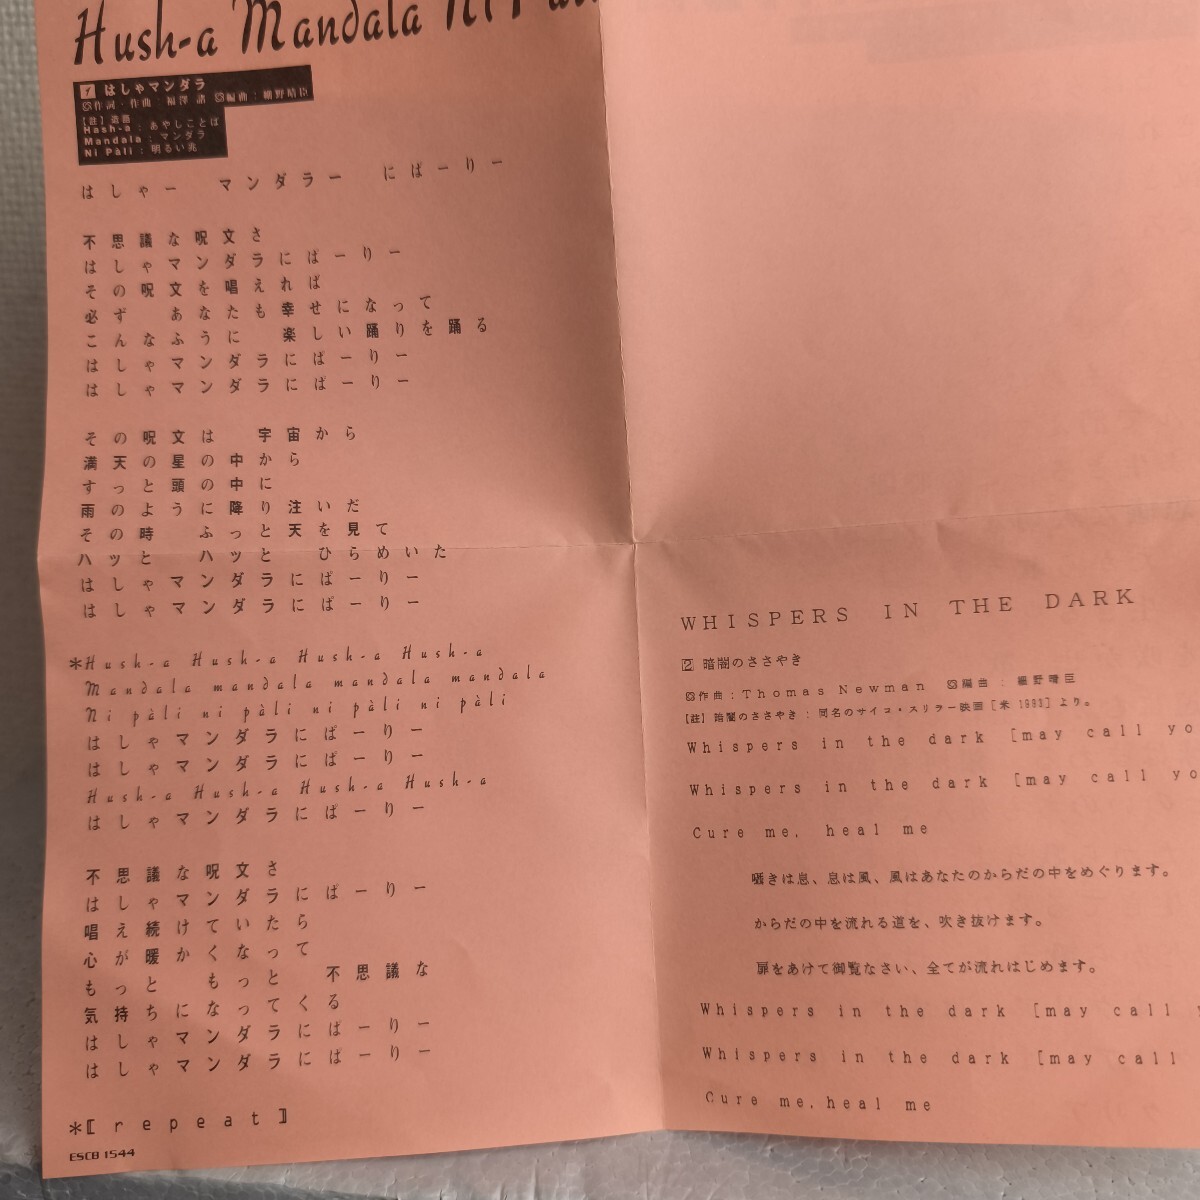 Hush-a Mandala Ni Pali
1 はしゃマンダラ
作詞・作曲：福澤 諸 編曲：細野晴臣
【註】造語
Hash-a：あやしことば
Mandala：マンダラ
Ni Pàli：明るい兆
はしゃー　マンダラー　にぱーりー
不思議な呪文さ
はしゃマンダラにぱーりー
その呪文を唱えれば
必ず　あなたも幸せになって
こんなふうに　楽しい踊りを踊る
はしゃマンダラにぱーりー
はしゃマンダラにぱーりー
その呪文は　宇宙から
満天の星の中から
すっと頭の中に
雨のように降り注いだ
その時　ふっと天を見て
ハッと　ハッと　ひらめいた
はしゃマンダラにぱーりー
はしゃマンダラにぱーりー
＊Hush-a Hush-a Hush-a Hush-a
Mandala mandala mandala mandala
Ni pàli ni pàli ni pàli ni pàli
はしゃマンダラにぱーりー
はしゃマンダラにぱーりー
Hush-a Hush-a Hush-a Hush-a
はしゃマンダラにぱーりー
不思議な呪文さ
はしゃマンダラにぱーりー
唱え続けていたら
心が暖かくなって
もっと　もっと　不思議な
気持ちになってくる
はしゃマンダラにぱーりー
はしゃマンダラにぱーりー
＊〖repeat〗
ESCB 1544
WHISPERS IN THE DARK
2 暗闇のささやき
作曲：Thomas Newman 編曲：細野晴臣
【註】暗闇のささやき：同名のサイコ・スリラー映画［米 1993］より。
Whispers in the dark [may call yo
Whispers in the dark [may call yo
Cure me, heal me
囁きは息、息は風、風はあなたのからだの中をめぐります。
からだの中を流れる道を、吹き抜けます。
扉をあけて御覧なさい、全てが流れはじめます。
Whispers in the dark [may call y
Whispers in the dark [may call
Cure me, heal me